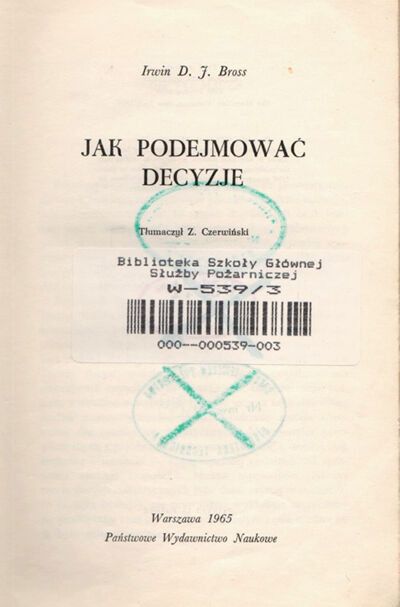 Irwin D. J. Bross
JAK PODEJMOWAĆ
DECYZJE
Tłumaczył Z. Czerwiński
Biblioteka Szkoły Głównej
Służby Pożarniczej
W-539/3
000--000539-003
Warszawa 1965
Państwowe Wydawnictwo Naukowe